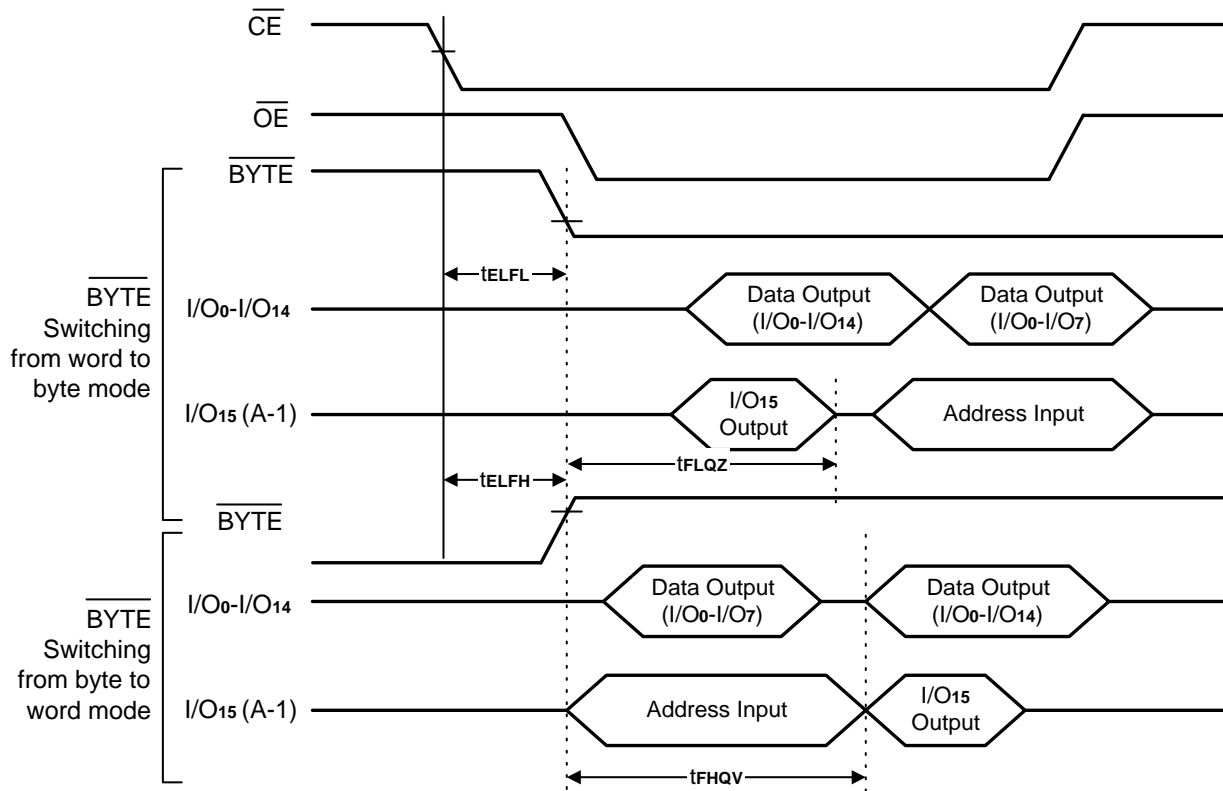 CE
OE
BYTE
BYTE
Switching
from word to
byte mode
tELFL
I/O0-I/O14
Data Output
(I/O0-I/O14)
Data Output
(I/O0-I/O7)
I/O15 (A-1)
I/O15
Output
Address Input
tELFH
tFLQZ
BYTE
BYTE
Switching
from byte to
word mode
I/O0-I/O14
Data Output
(I/O0-I/O7)
Data Output
(I/O0-I/O14)
I/O15 (A-1)
Address Input
I/O15
Output
tFHQV